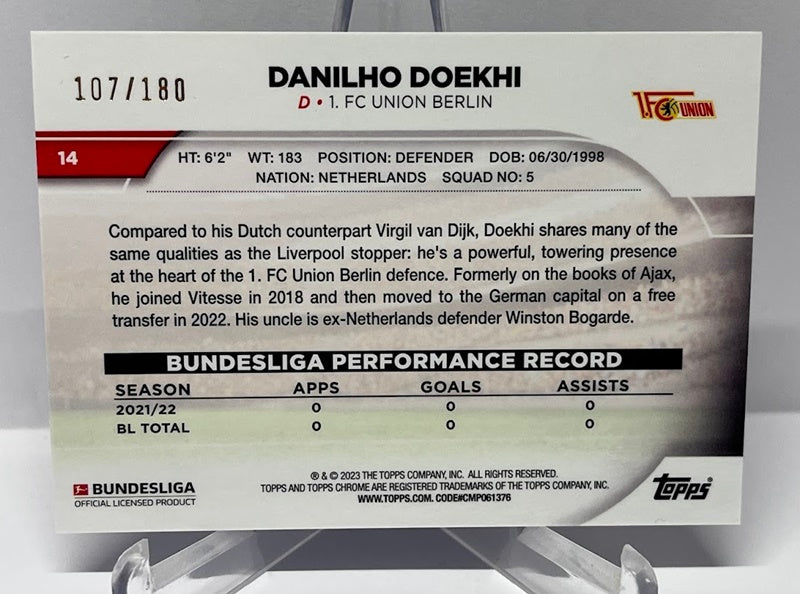 107/180
DANILHO DOEKHI
D • 1. FC UNION BERLIN
1.FC UNION
14
HT: 6'2" WT: 183 POSITION: DEFENDER DOB: 06/30/1998
NATION: NETHERLANDS SQUAD NO: 5
Compared to his Dutch counterpart Virgil van Dijk, Doekhi shares many of the
same qualities as the Liverpool stopper: he's a powerful, towering presence
at the heart of the 1. FC Union Berlin defence. Formerly on the books of Ajax,
he joined Vitesse in 2018 and then moved to the German capital on a free
transfer in 2022. His uncle is ex-Netherlands defender Winston Bogarde.
BUNDESLIGA PERFORMANCE RECORD
SEASON APPS GOALS ASSISTS
2021/22 0 0 0
BL TOTAL 0 0 0
BUNDESLIGA
OFFICIAL LICENSED PRODUCT
® & © 2023 THE TOPPS COMPANY, INC. ALL RIGHTS RESERVED.
TOPPS AND TOPPS CHROME ARE REGISTERED TRADEMARKS OF THE TOPPS COMPANY, INC.
WWW.TOPPS.COM. CODE#CMP061376
topps®